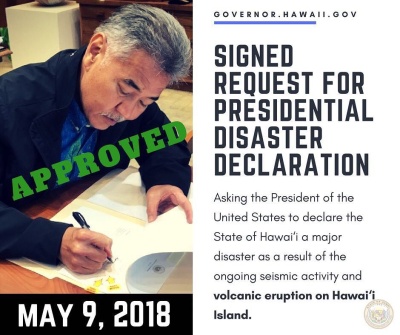 GOVERNOR.HAWAII.GOV
SIGNED
REQUEST FOR
PRESIDENTIAL
DISASTER
DECLARATION
APPROVED
Asking the President of the
United States to declare the
State of Hawai‘i a major
disaster as a result of the
ongoing seismic activity and
volcanic eruption on Hawai‘i
Island.
MAY 9, 2018